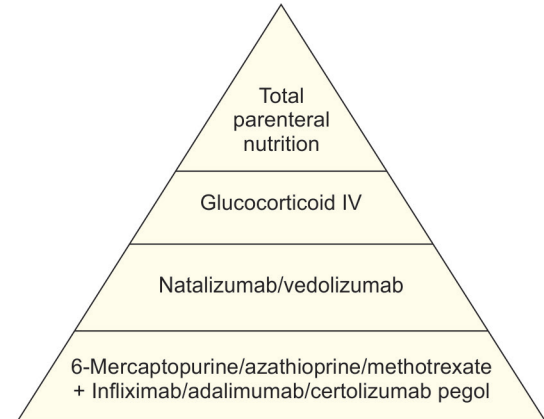 Total
parenteral
nutrition
Glucocorticoid IV
Natalizumab/vedolizumab
6-Mercaptopurine/azathioprine/methotrexate
+ Infliximab/adalimumab/certolizumab pegol